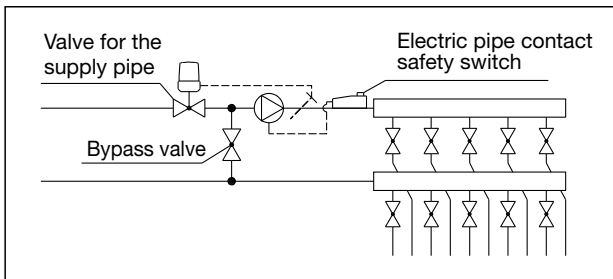 Valve for the
supply pipe
Electric pipe contact
safety switch
Bypass valve